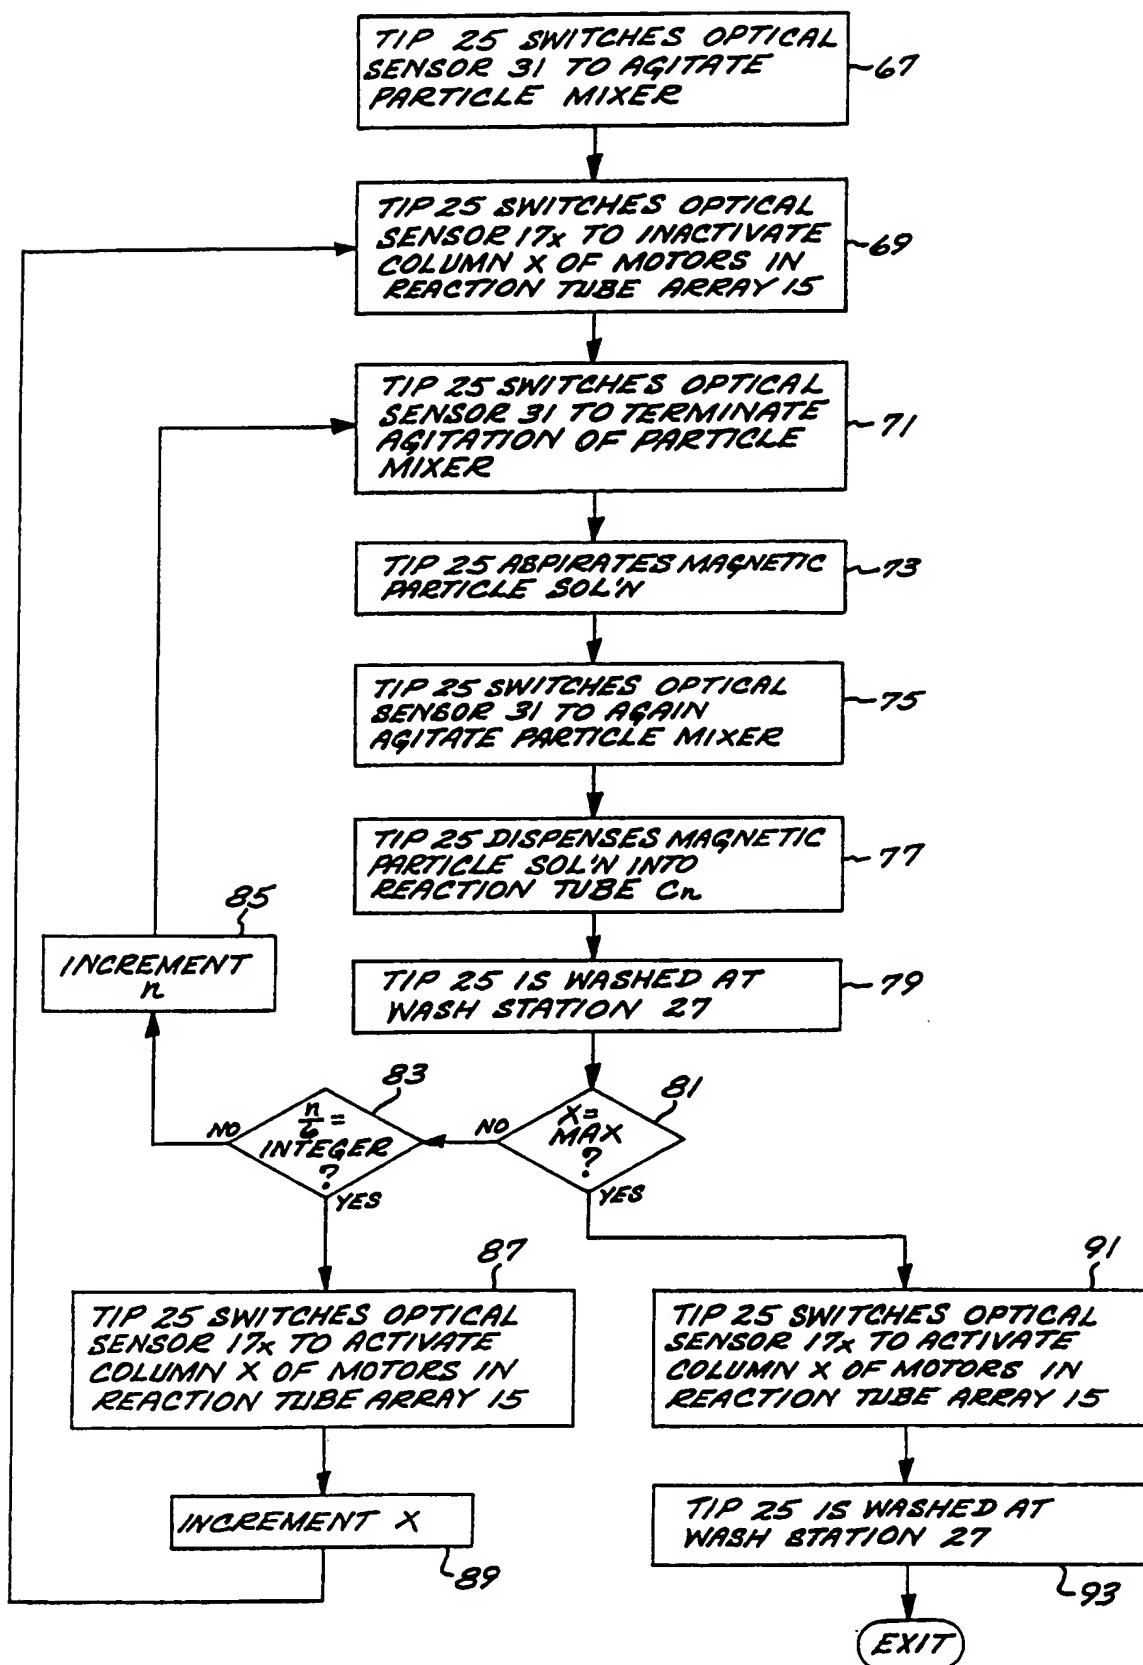 TIP 25 SWITCHES OPTICAL
SENSOR 31 TO AGITATE
PARTICLE MIXER
67
TIP 25 SWITCHES OPTICAL
SENSOR 17x TO INACTIVATE
COLUMN X OF MOTORS IN
REACTION TUBE ARRAY 15
69
TIP 25 SWITCHES OPTICAL
SENSOR 31 TO TERMINATE
AGITATION OF PARTICLE
MIXER
71
TIP 25 ASPIRATES MAGNETIC
PARTICLE SOL'N
73
TIP 25 SWITCHES OPTICAL
SENSOR 31 TO AGAIN
AGITATE PARTICLE MIXER
75
TIP 25 DISPENSES MAGNETIC
PARTICLE SOL'N INTO
REACTION TUBE Cn
77
85
INCREMENT
n
TIP 25 IS WASHED AT
WASH STATION 27
79
83
n/6 =
INTEGER
?
NO
YES
81
X=
MAX
?
NO
YES
87
TIP 25 SWITCHES OPTICAL
SENSOR 17x TO ACTIVATE
COLUMN X OF MOTORS IN
REACTION TUBE ARRAY 15
91
TIP 25 SWITCHES OPTICAL
SENSOR 17x TO ACTIVATE
COLUMN X OF MOTORS IN
REACTION TUBE ARRAY 15
INCREMENT X
89
TIP 25 IS WASHED AT
WASH STATION 27
93
EXIT